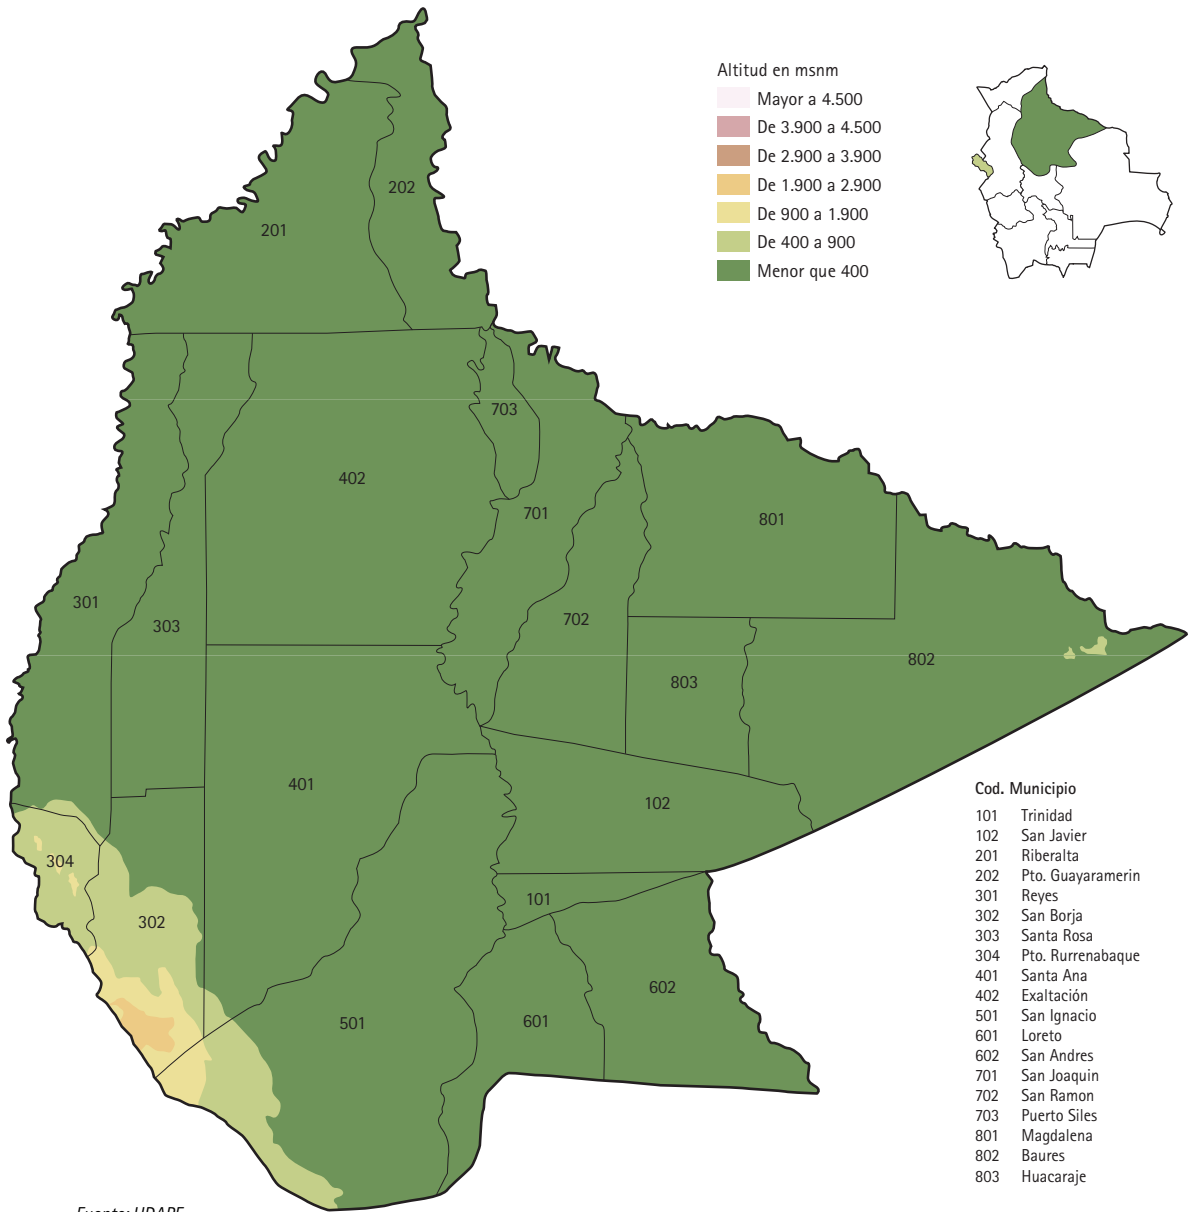 Altitud en msnm
Mayor a 4.500
De 3.900 a 4.500
De 2.900 a 3.900
De 1.900 a 2.900
De 900 a 1.900
De 400 a 900
Menor que 400
202
201
703
402
701
801
301
303
702
802
803
401
102
304
101
302
602
501
601
Cod. Municipio
101 Trinidad
102 San Javier
201 Riberalta
202 Pto. Guayaramerin
301 Reyes
302 San Borja
303 Santa Rosa
304 Pto. Rurrenabaque
401 Santa Ana
402 Exaltación
501 San Ignacio
601 Loreto
602 San Andres
701 San Joaquin
702 San Ramon
703 Puerto Siles
801 Magdalena
802 Baures
803 Huacaraje
Fuente: UDAPE